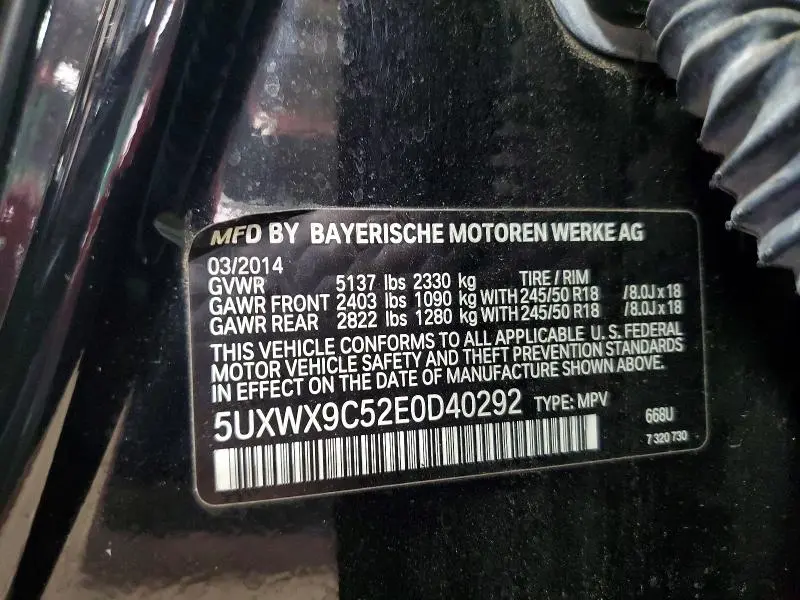 MFD BY BAYERISCHE MOTOREN WERKE AG
03/2014
GVWR 5137 lbs 2330 kg TIRE / RIM
GAWR FRONT 2403 lbs 1090 kg WITH 245/50 R18 /8.0J x 18
GAWR REAR 2822 lbs 1280 kg WITH 245/50 R18 /8.0J x 18
THIS VEHICLE CONFORMS TO ALL APPLICABLE U. S. FEDERAL
MOTOR VEHICLE SAFETY AND THEFT PREVENTION STANDARDS
IN EFFECT ON THE DATE OF MANUFACTURE SHOWN ABOVE.
5UXWX9C52E0D40292 TYPE: MPV 668U
7 320 730